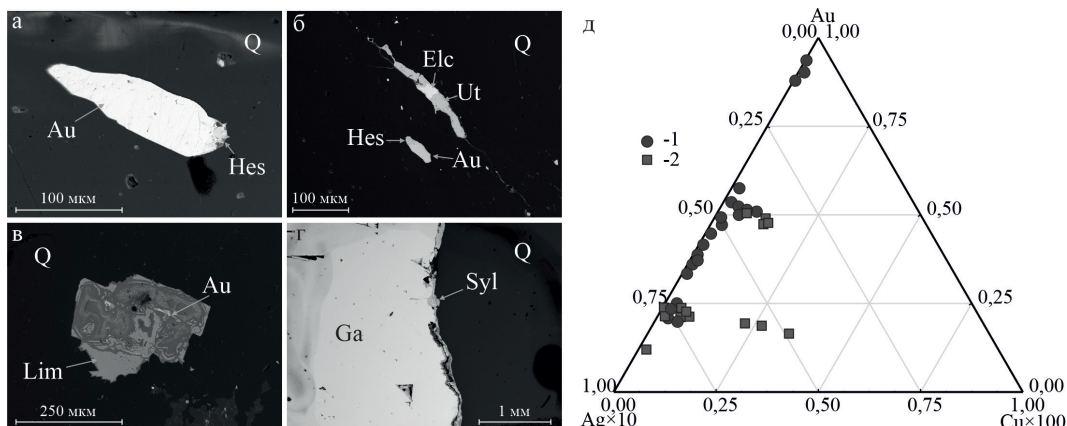 а
Q
Au
Hes
100 мкм
б
Q
Elc
Ut
Hes
Au
100 мкм
в
Q
Au
Lim
250 мкм
г
Q
Syl
Ga
1 мм
д
Au
0,00 1,00
0,25 0,75
-1
-2
0,50 0,50
0,75 0,25
1,00 0,00
0,00 0,25 0,50 0,75 1,00
Ag×10 Cu×100